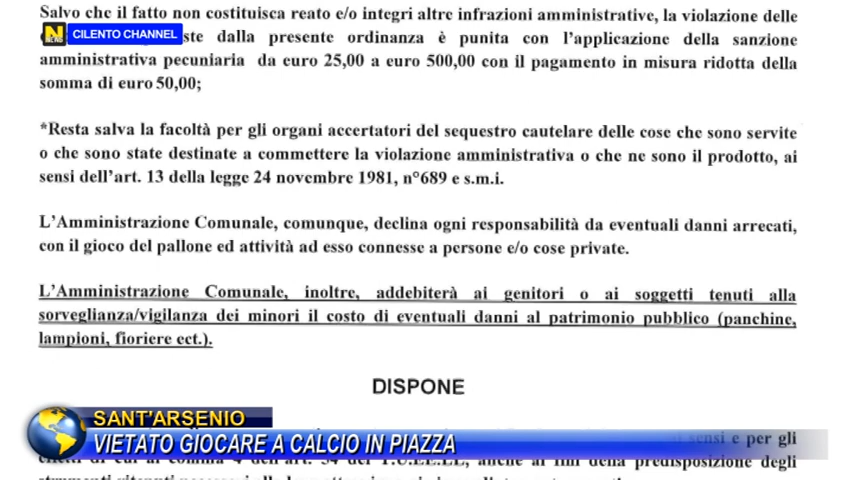 Salvo che il fatto non costituisca reato e/o integri altre infrazioni amministrative, la violazione delle
N
NEWS
CILENTO CHANNEL
dalla presente ordinanza è punita con l'applicazione della sanzione
amministrativa pecuniaria da euro 25,00 a euro 500,00 con il pagamento in misura ridotta della
somma di euro 50,00;
*Resta salva la facoltà per gli organi accertatori del sequestro cautelare delle cose che sono servite
o che sono state destinate a commettere la violazione amministrativa o che ne sono il prodotto, ai
sensi dell'art. 13 della legge 24 novembre 1981, n°689 e s.m.i.
L'Amministrazione Comunale, comunque, declina ogni responsabilità da eventuali danni arrecati,
con il gioco del pallone ed attività ad esso connesse a persone e/o cose private.
L'Amministrazione Comunale, inoltre, addebiterà ai genitori o ai soggetti tenuti alla
sorveglianza/vigilanza dei minori il costo di eventuali danni al patrimonio pubblico (panchine,
lampioni, fioriere ect.).
DISPONE
SANT'ARSENIO
VIETATO GIOCARE A CALCIO IN PIAZZA
e per gli
predisposizione degli